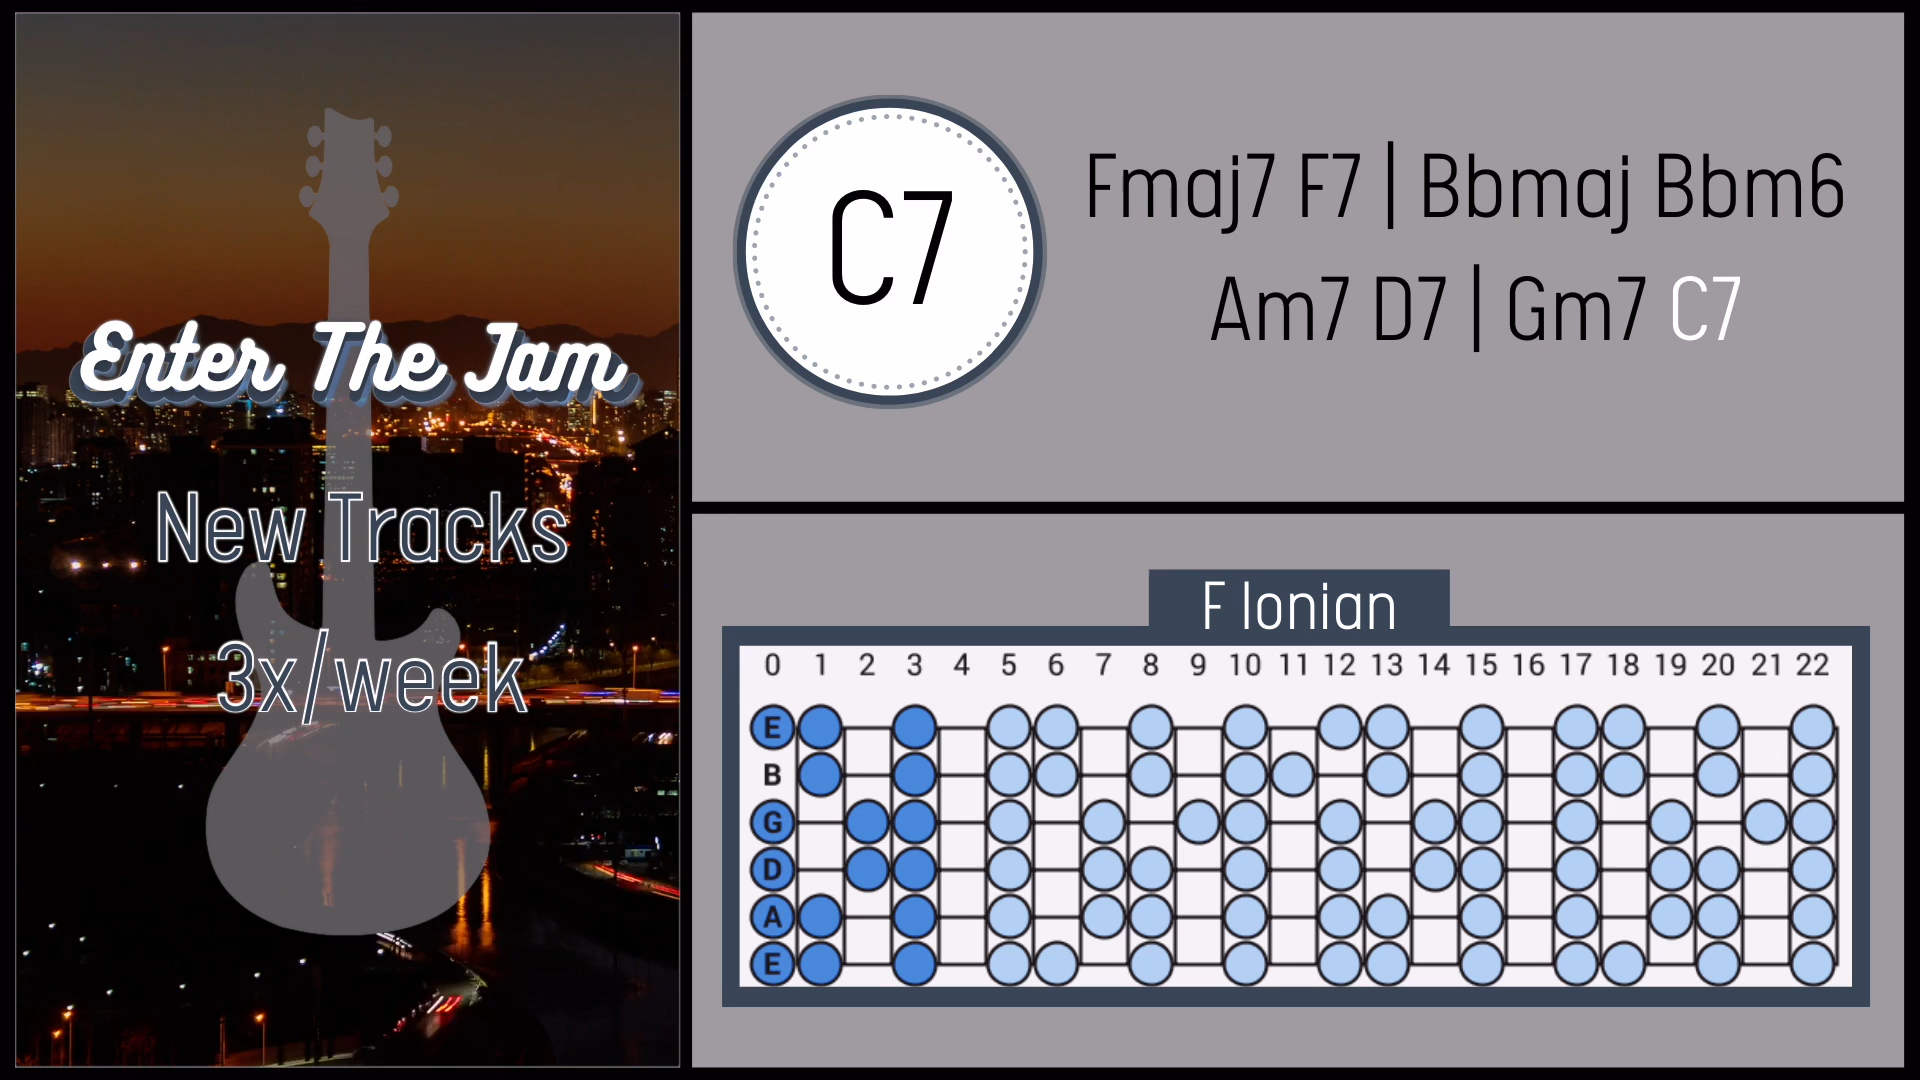 Enter The Jam
New Tracks
3x/week
C7
Fmaj7 F7 | Bbmaj Bbm6
Am7 D7 | Gm7 C7
F Ionian
0 1 2 3 4 5 6 7 8 9 10 11 12 13 14 15 16 17 18 19 20 21 22
E
B
G
D
A
E